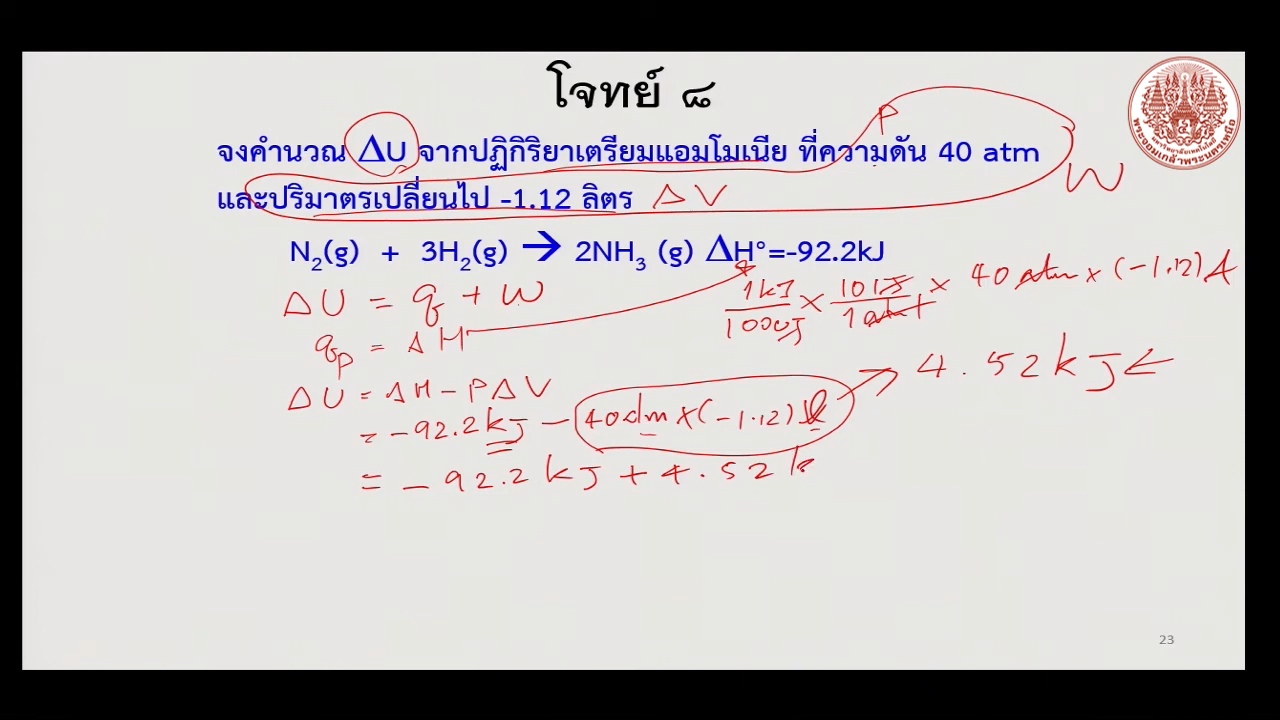 โจทย์ ๘
จงคำนวณ ΔU จากปฏิกิริยาเตรียมแอมโมเนีย ที่ความดัน 40 atm
P
และปริมาตรเปลี่ยนไป -1.12 ลิตร ΔV
W
N₂(g) + 3H₂(g) → 2NH₃ (g) ΔH°=-92.2kJ
ΔU = q + w
1kJ/1000J × 101J/1atm l × 40 atm × (-1.12) l
qp = ΔH
4.52kJ
ΔU = ΔH - PΔV
= -92.2 kJ - 40 atm × (-1.12) l
= -92.2 kJ + 4.52 k
23